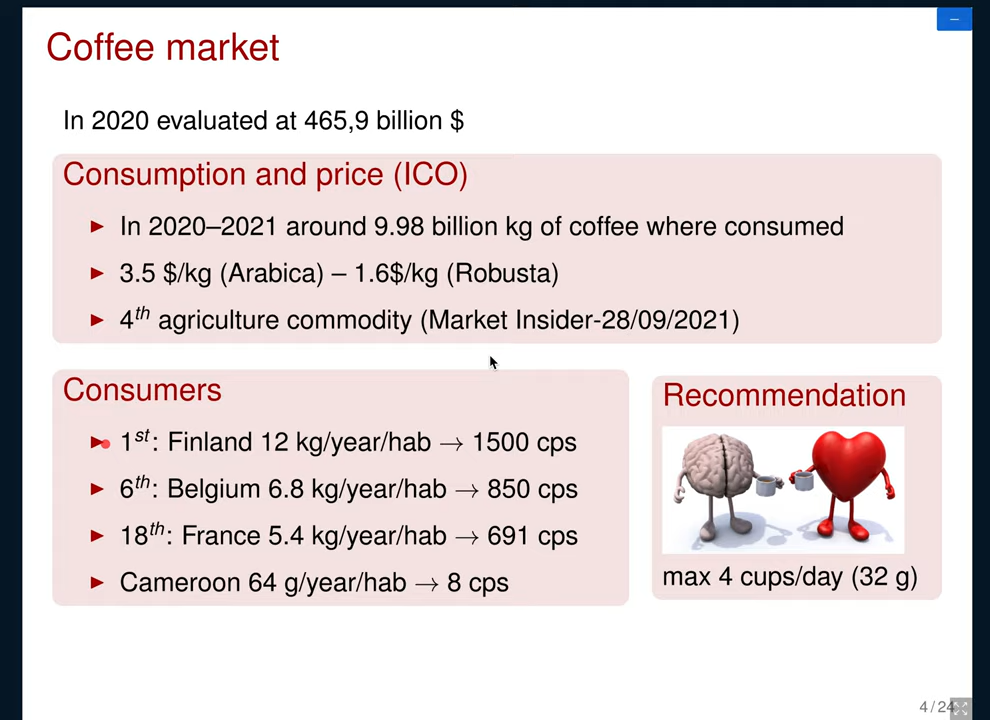 Coffee market
In 2020 evaluated at 465,9 billion $
Consumption and price (ICO)
In 2020–2021 around 9.98 billion kg of coffee where consumed
3.5 $/kg (Arabica) – 1.6$/kg (Robusta)
4th agriculture commodity (Market Insider-28/09/2021)
Consumers
1st: Finland 12 kg/year/hab → 1500 cps
6th: Belgium 6.8 kg/year/hab → 850 cps
18th: France 5.4 kg/year/hab → 691 cps
Cameroon 64 g/year/hab → 8 cps
Recommendation
max 4 cups/day (32 g)
4 / 24